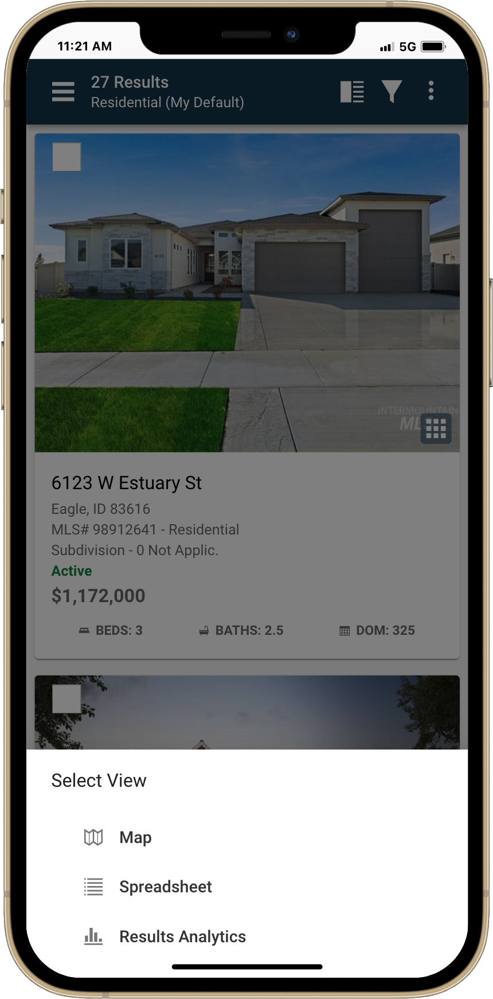 11:21 AM
5G
27 Results
Residential (My Default)
6123
INTERMOUNTAIN
6123 W Estuary St
Eagle, ID 83616
MLS# 98912641 - Residential
Subdivision - 0 Not Applic.
Active
$1,172,000
BEDS: 3
BATHS: 2.5
DOM: 325
Select View
Map
Spreadsheet
Results Analytics